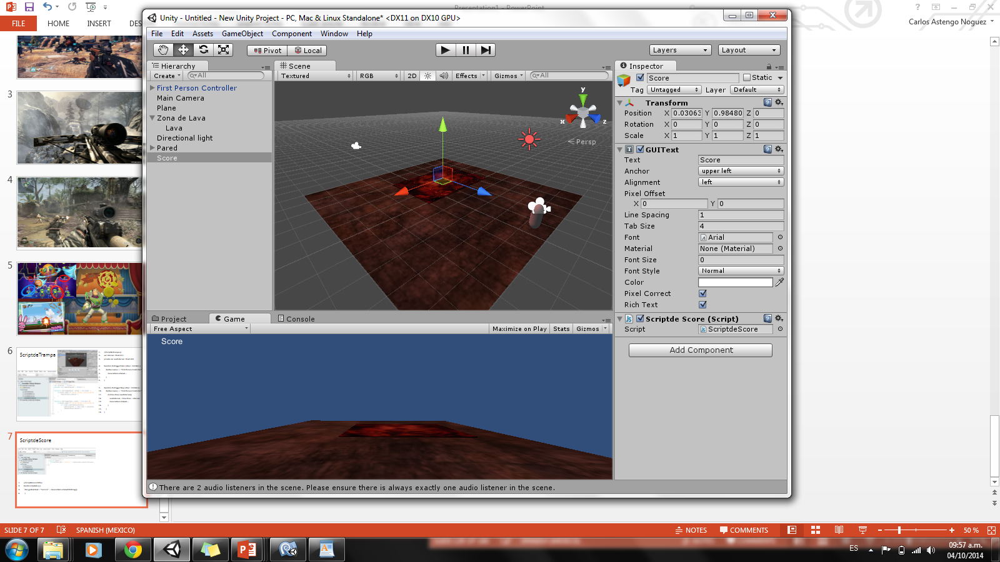 Presentation1 - PowerPoint
FILE HOME INSERT DES
Carlos Astengo Noguez
3
4
5
6
ScriptdeTrampa
7
ScriptdeScore
Unity - Untitled - New Unity Project - PC, Mac & Linux Standalone* <DX11 on DX10 GPU>
File Edit Assets GameObject Component Window Help
Pivot Local
Layers Layout
Hierarchy
Create All
First Person Controller
Main Camera
Plane
Zona de Lava
Lava
Directional light
Pared
Score
Scene
Textured RGB 2D Effects Gizmos All
y
x z
Persp
Project Game Console
Free Aspect Maximize on Play Stats Gizmos
Score
There are 2 audio listeners in the scene. Please ensure there is always exactly one audio listener in the scene.
Inspector
Score Static
Tag Untagged Layer Default
Transform
Position X 0.03063 Y 0.98480 Z 0
Rotation X 0 Y 0 Z 0
Scale X 1 Y 1 Z 1
GUIText
Text Score
Anchor upper left
Alignment left
Pixel Offset
X 0 Y 0
Line Spacing 1
Tab Size 4
Font Arial
Material None (Material)
Font Size 0
Font Style Normal
Color
Pixel Correct
Rich Text
Scriptde Score (Script)
Script ScriptdeScore
Add Component
SLIDE 7 OF 7 SPANISH (MEXICO) NOTES COMMENTS 50 %
ES 09:57 a.m.
04/10/2014